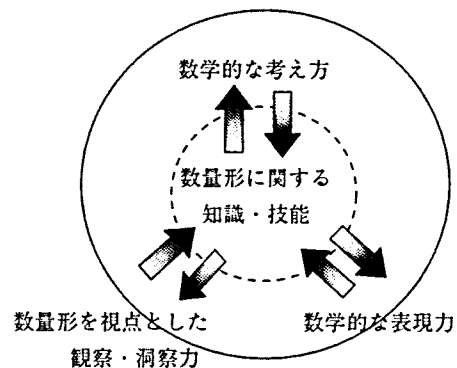 数学的な考え方
数量形に関する
知識・技能
数量形を視点とした
観察・洞察力
数学的な表現力